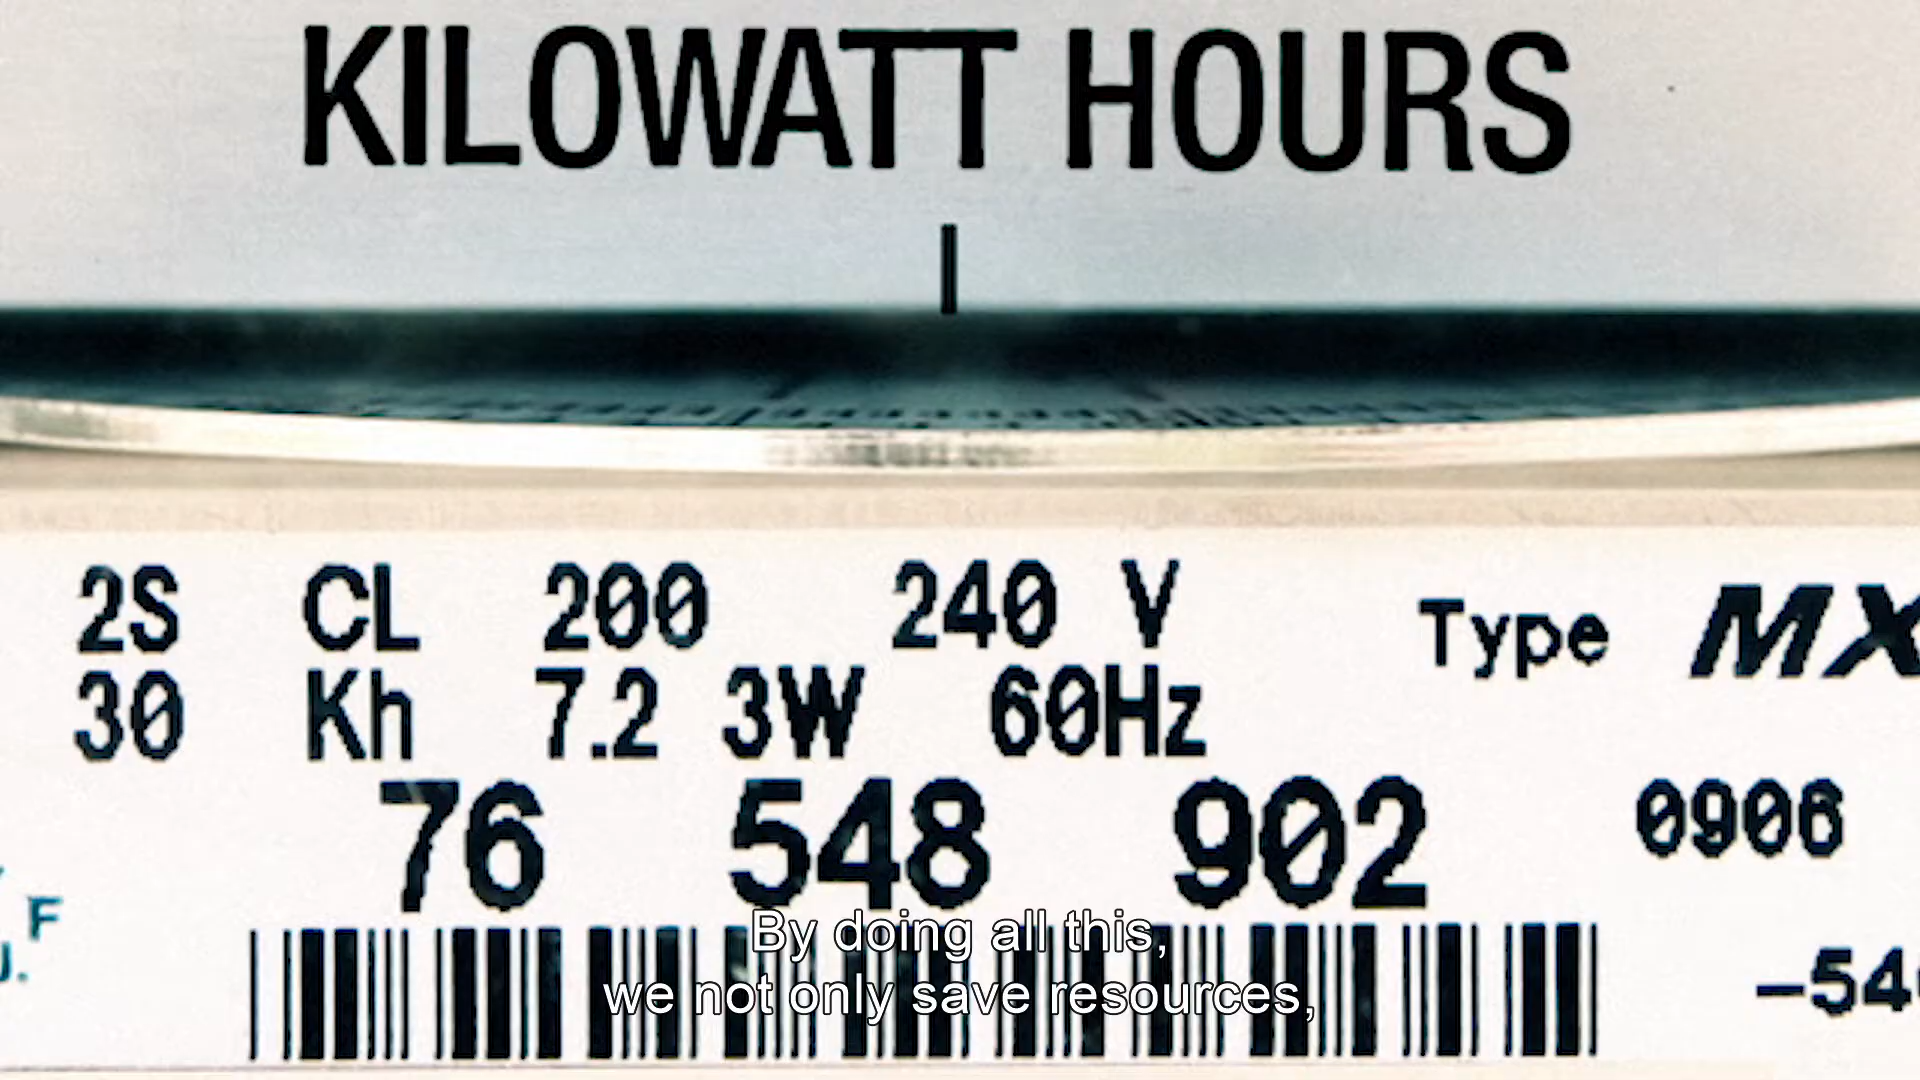 KILOWATT HOURS
2S CL 200 240 V Type MX
30 Kh 7.2 3W 60Hz
76 548 902 0906
F
J.
-54
By doing all this,
we not only save resources,